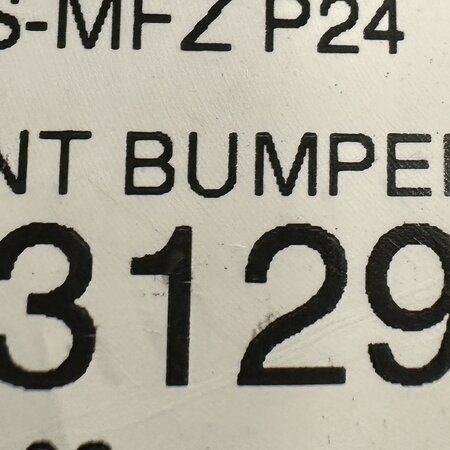 S-MFZ P24
NT BUMPE
3129